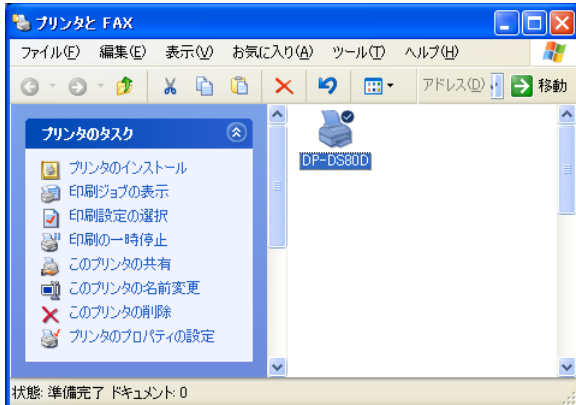 プリンタと FAX
ファイル(F) 編集(E) 表示(V) お気に入り(A) ツール(T) ヘルプ(H)
アドレス(D) 移動
プリンタのタスク
プリンタのインストール
印刷ジョブの表示
印刷設定の選択
印刷の一時停止
このプリンタの共有
このプリンタの名前変更
このプリンタの削除
プリンタのプロパティの設定
DP-DS80D
状態: 準備完了 ドキュメント: 0